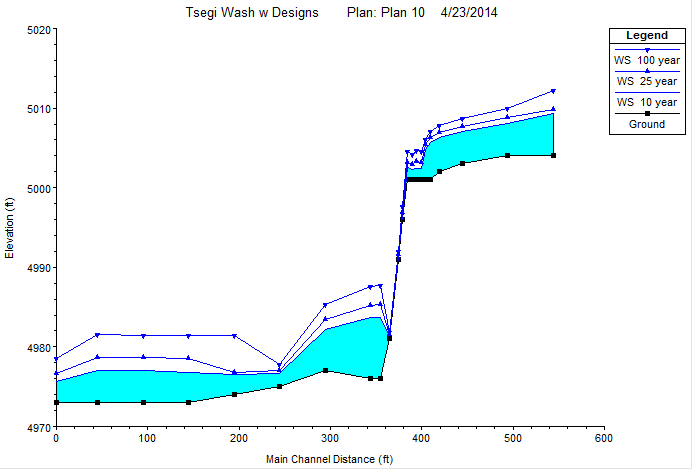 Tsegi Wash w Designs Plan: Plan 10 4/23/2014
Legend
WS 100 year
WS 25 year
WS 10 year
Ground
Elevation (ft)
5020
5010
5000
4990
4980
4970
0 100 200 300 400 500 600
Main Channel Distance (ft)